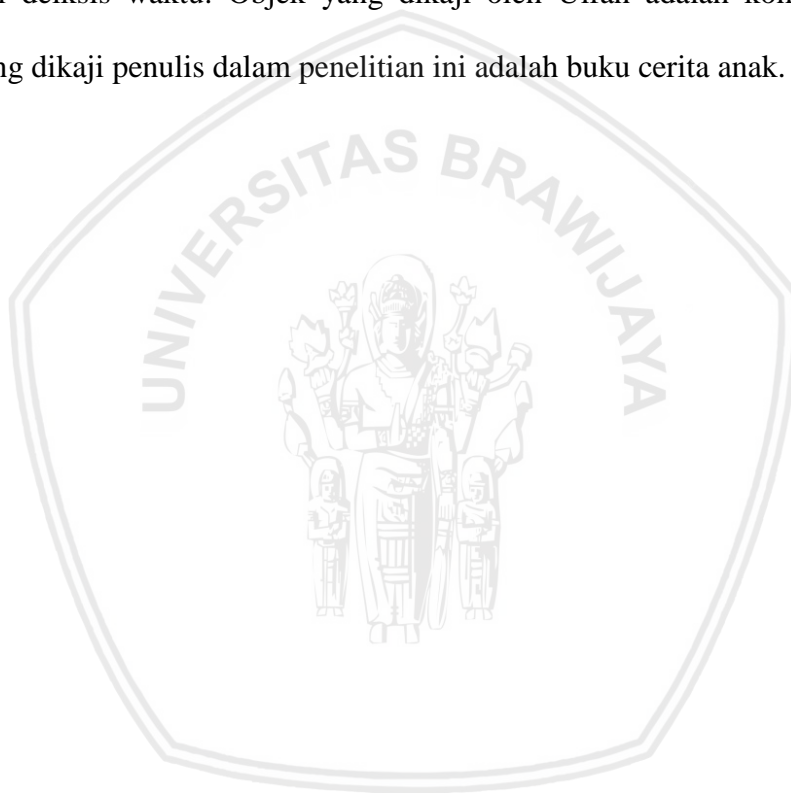 deiksis waktu. Objek yang dikaji oleh Ulfah adalah
ng dikaji penulis dalam penelitian ini adalah buku cerita anak.
UNIVERSITAS BRAWIJAYA